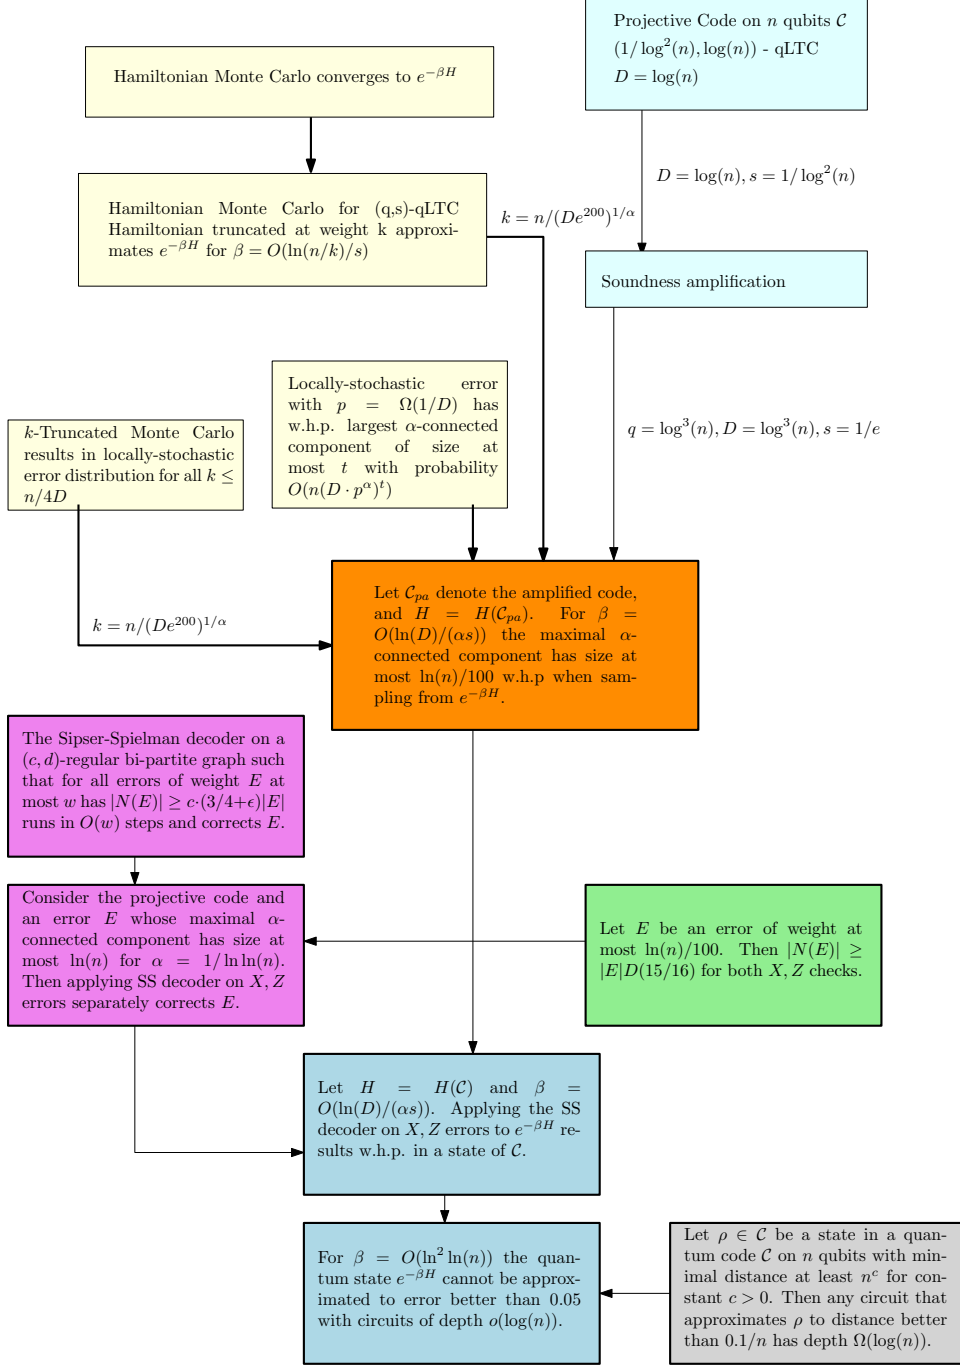 Projective Code on n qubits 𝒞
(1/ log²(n), log(n)) - qLTC
D = log(n)
Hamiltonian Monte Carlo converges to e^{−βH}
D = log(n), s = 1/ log²(n)
Hamiltonian Monte Carlo for (q,s)-qLTC
Hamiltonian truncated at weight k approxi-
mates e^{−βH} for β = O(ln(n/k)/s)
k = n/(De^{200})^{1/α}
Soundness amplification
Locally-stochastic error
with p = Ω(1/D) has
w.h.p. largest α-connected
component of size at
most t with probability
O(n(D · p^α)^t)
k-Truncated Monte Carlo
results in locally-stochastic
error distribution for all k ≤
n/4D
q = log³(n), D = log³(n), s = 1/e
k = n/(De^{200})^{1/α}
Let 𝒞_{pa} denote the amplified code,
and H = H(𝒞_{pa}). For β =
O(ln(D)/(αs)) the maximal α-
connected component has size at
most ln(n)/100 w.h.p when sam-
pling from e^{−βH}.
The Sipser-Spielman decoder on a
(c, d)-regular bi-partite graph such
that for all errors of weight E at
most w has |N(E)| ≥ c·(3/4+ϵ)|E|
runs in O(w) steps and corrects E.
Consider the projective code and
an error E whose maximal α-
connected component has size at
most ln(n) for α = 1/ ln ln(n).
Then applying SS decoder on X, Z
errors separately corrects E.
Let E be an error of weight at
most ln(n)/100. Then |N(E)| ≥
|E|D(15/16) for both X, Z checks.
Let H = H(𝒞) and β =
O(ln(D)/(αs)). Applying the SS
decoder on X, Z errors to e^{−βH} re-
sults w.h.p. in a state of 𝒞.
For β = O(ln² ln(n)) the quan-
tum state e^{−βH} cannot be approx-
imated to error better than 0.05
with circuits of depth o(log(n)).
Let ρ ∈ 𝒞 be a state in a quan-
tum code 𝒞 on n qubits with min-
imal distance at least n^c for con-
stant c > 0. Then any circuit that
approximates ρ to distance better
than 0.1/n has depth Ω(log(n)).